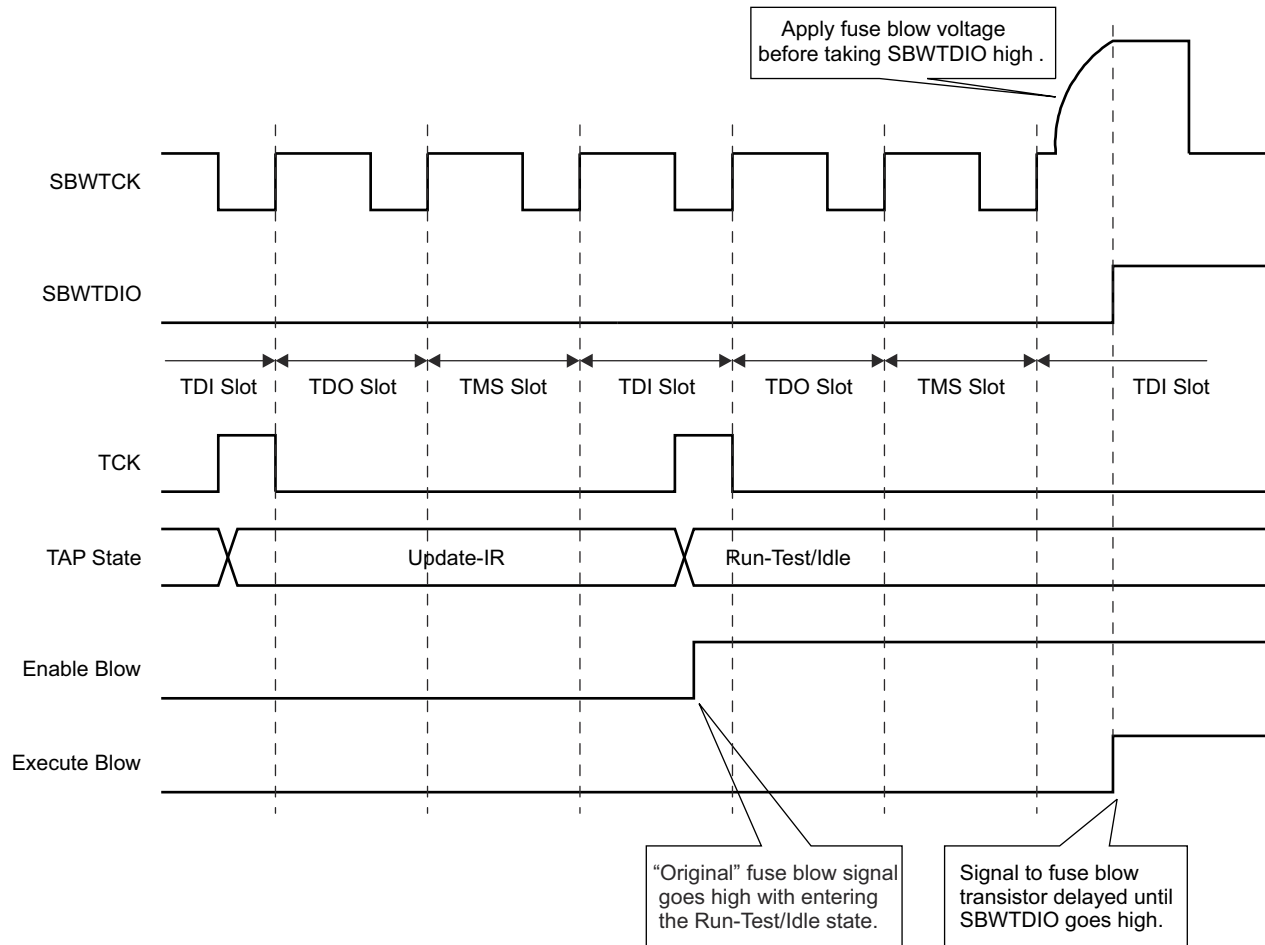 Apply fuse blow voltage
before taking SBWTDIO high .
SBWTCK
SBWTDIO
TDI Slot
TDO Slot
TMS Slot
TDI Slot
TDO Slot
TMS Slot
TDI Slot
TCK
TAP State
Update-IR
Run-Test/Idle
Enable Blow
Execute Blow
“Original” fuse blow signal
goes high with entering
the Run-Test/Idle state.
Signal to fuse blow
transistor delayed until
SBWTDIO goes high.